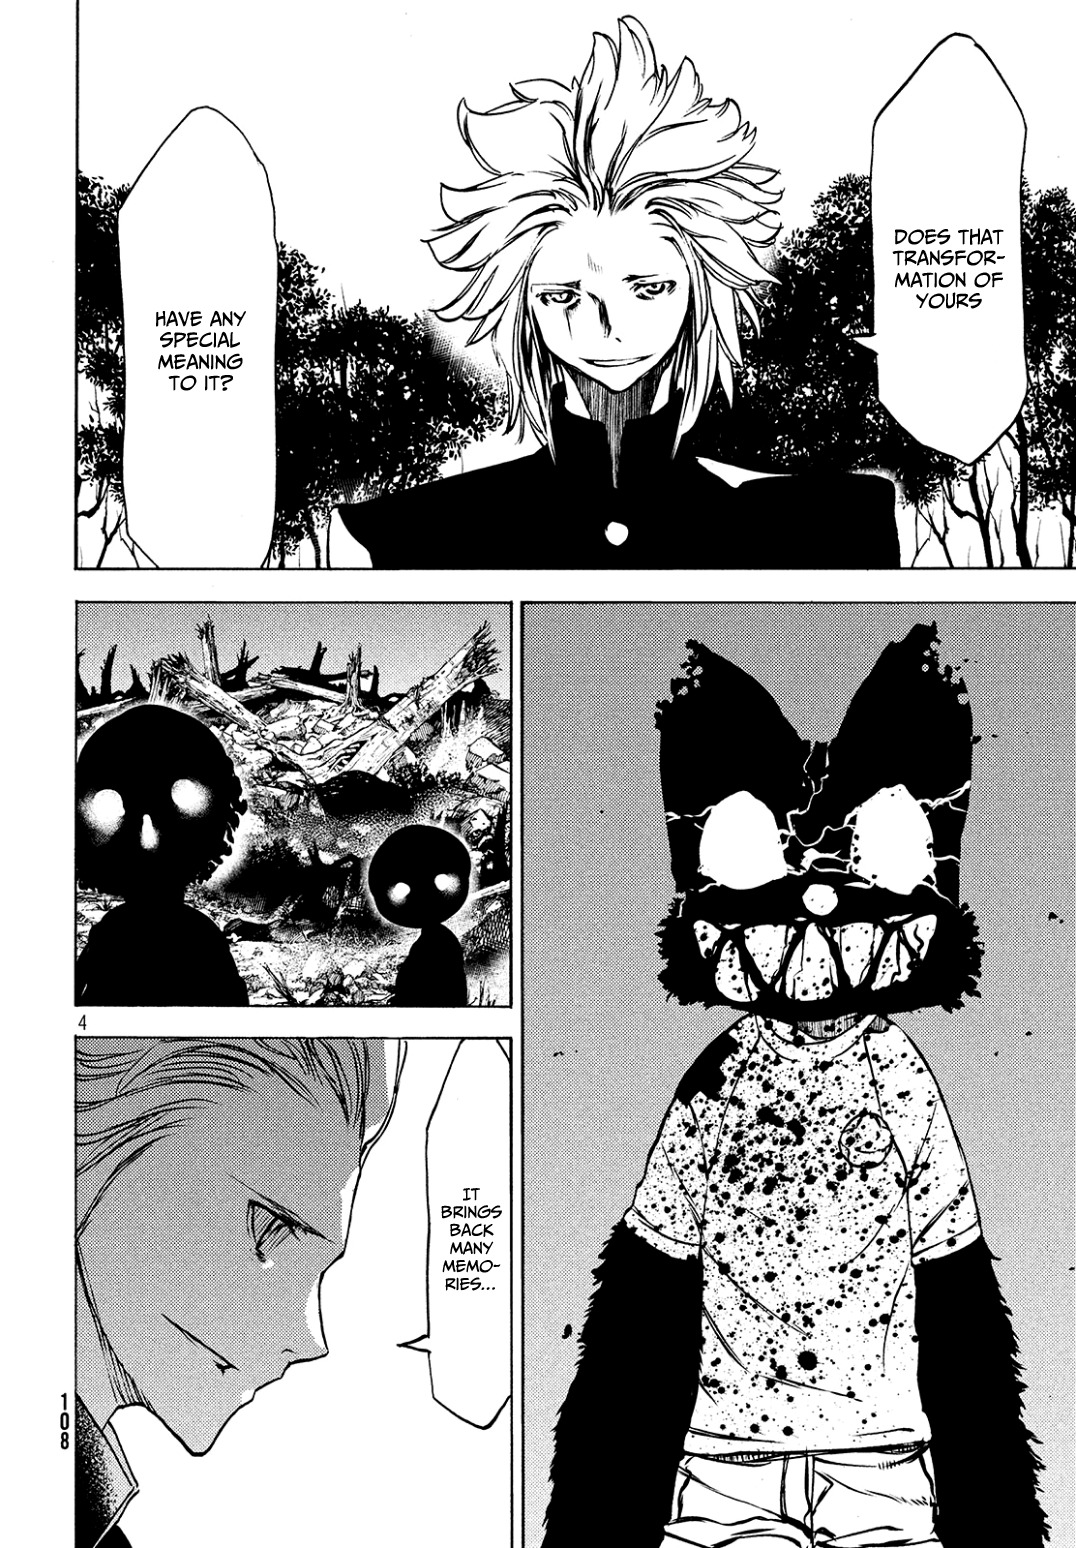 DOES THAT
TRANSFOR-
MATION OF
YOURS
HAVE ANY
SPECIAL
MEANING
TO IT?
4
IT
BRINGS
BACK
MANY
MEMO-
RIES...
108